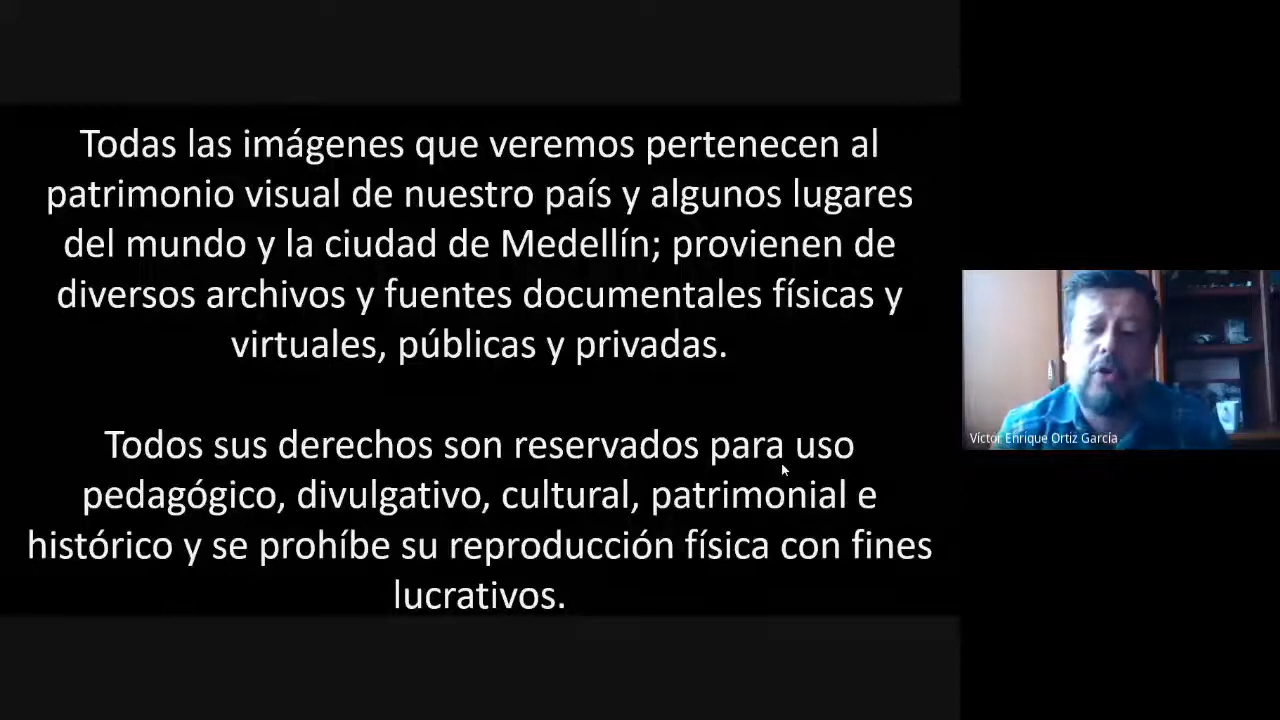 Todas las imágenes que veremos pertenecen al
patrimonio visual de nuestro país y algunos lugares
del mundo y la ciudad de Medellín; provienen de
diversos archivos y fuentes documentales físicas y
virtuales, públicas y privadas.
Todos sus derechos son reservados para uso
pedagógico, divulgativo, cultural, patrimonial e
histórico y se prohíbe su reproducción física con fines
lucrativos.
Víctor Enrique Ortiz García